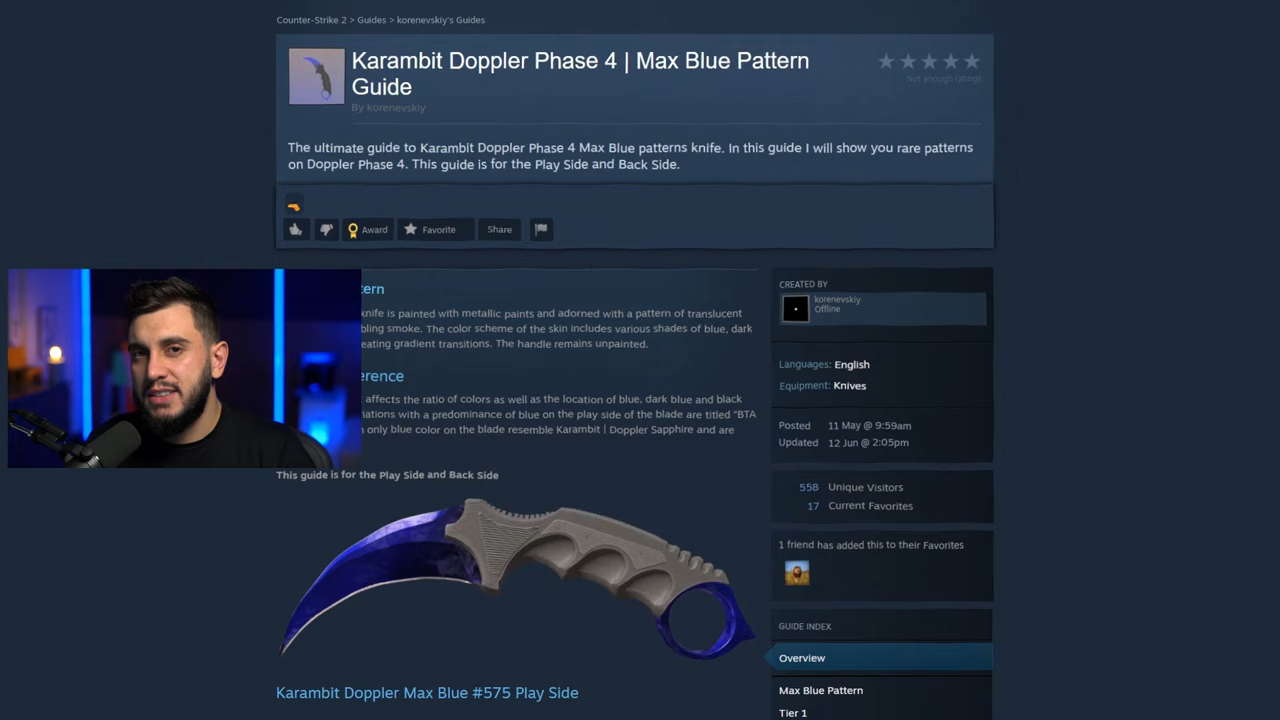 Counter-Strike 2 > Guides > korenevskiy's Guides
Karambit Doppler Phase 4 | Max Blue Pattern
Guide
By korenevskiy
Not enough ratings
The ultimate guide to Karambit Doppler Phase 4 Max Blue patterns knife. In this guide I will show you rare patterns
on Doppler Phase 4. This guide is for the Play Side and Back Side.
Award
Favorite
Share
tern
knife is painted with metallic paints and adorned with a pattern of translucent
bling smoke. The color scheme of the skin includes various shades of blue, dark
eating gradient transitions. The handle remains unpainted.
erence
affects the ratio of colors as well as the location of blue, dark blue and black
iations with a predominance of blue on the play side of the blade are titled "BTA
only blue color on the blade resemble Karambit | Doppler Sapphire and are
This guide is for the Play Side and Back Side
Karambit Doppler Max Blue #575 Play Side
CREATED BY
korenevskiy
Offline
Languages: English
Equipment: Knives
Posted 11 May @ 9:59am
Updated 12 Jun @ 2:05pm
558 Unique Visitors
17 Current Favorites
1 friend has added this to their Favorites
GUIDE INDEX
Overview
Max Blue Pattern
Tier 1